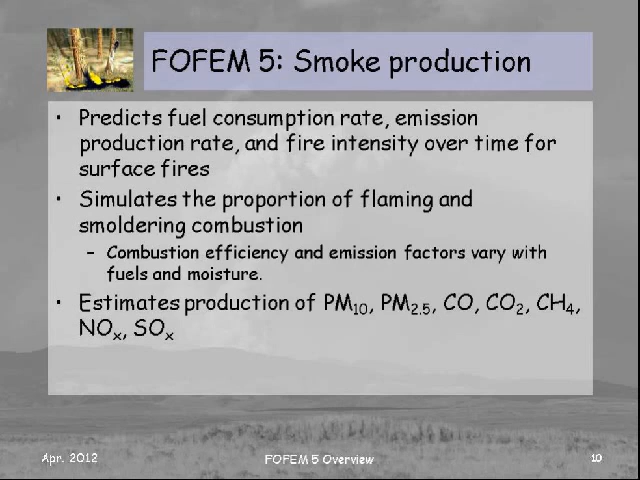 FOFEM 5: Smoke production
• Predicts fuel consumption rate, emission
production rate, and fire intensity over time for
surface fires
• Simulates the proportion of flaming and
smoldering combustion
– Combustion efficiency and emission factors vary with
fuels and moisture.
• Estimates production of PM₁₀, PM₂.₅, CO, CO₂, CH₄,
NOₓ, SOₓ
Apr. 2012
FOFEM 5 Overview
10